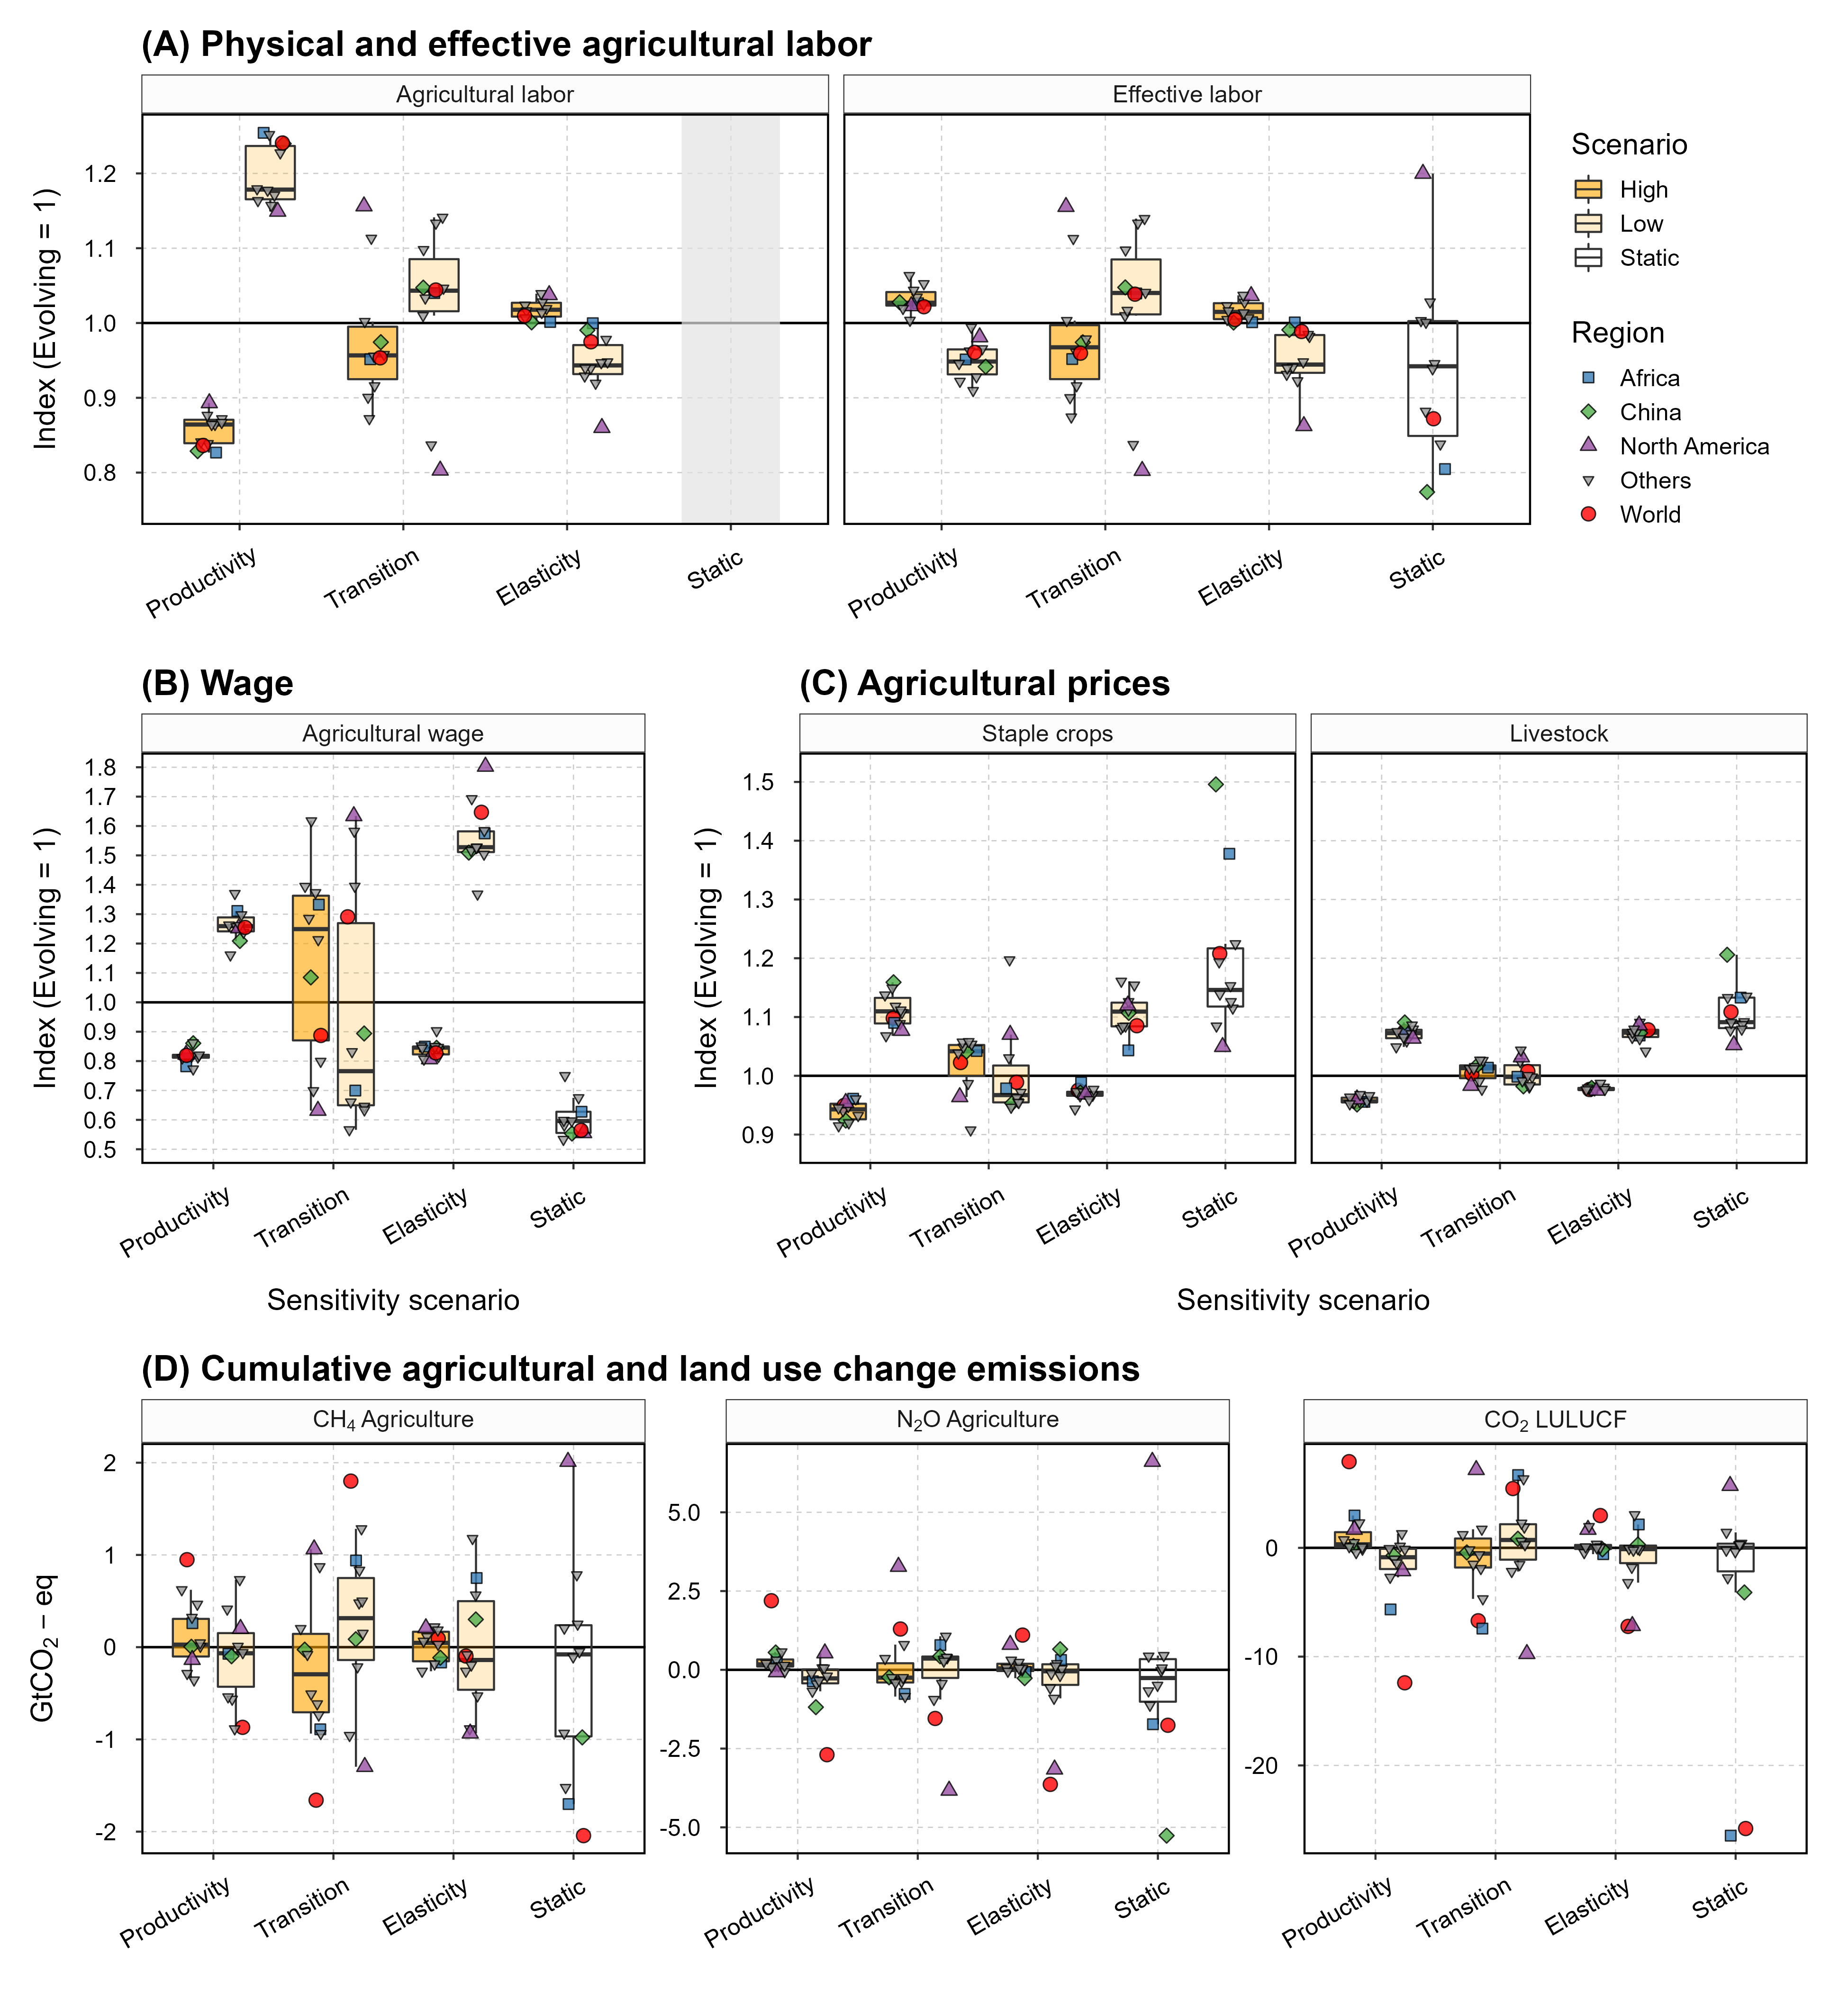 (A) Physical and effective agricultural labor
Agricultural labor
Effective labor
Index (Evolving = 1)
1.2
1.1
1.0
0.9
0.8
Productivity
Transition
Elasticity
Static
Productivity
Transition
Elasticity
Static
Scenario
High
Low
Static
Region
Africa
China
North America
Others
World
(B) Wage
Agricultural wage
Index (Evolving = 1)
1.8
1.7
1.6
1.5
1.4
1.3
1.2
1.1
1.0
0.9
0.8
0.7
0.6
0.5
Productivity
Transition
Elasticity
Static
Sensitivity scenario
(C) Agricultural prices
Staple crops
Livestock
Index (Evolving = 1)
1.5
1.4
1.3
1.2
1.1
1.0
0.9
Productivity
Transition
Elasticity
Static
Productivity
Transition
Elasticity
Static
Sensitivity scenario
(D) Cumulative agricultural and land use change emissions
CH₄ Agriculture
N₂O Agriculture
CO₂ LULUCF
GtCO₂ – eq
2
1
0
-1
-2
Productivity
Transition
Elasticity
Static
5.0
2.5
0.0
-2.5
-5.0
Productivity
Transition
Elasticity
Static
0
-10
-20
Productivity
Transition
Elasticity
Static